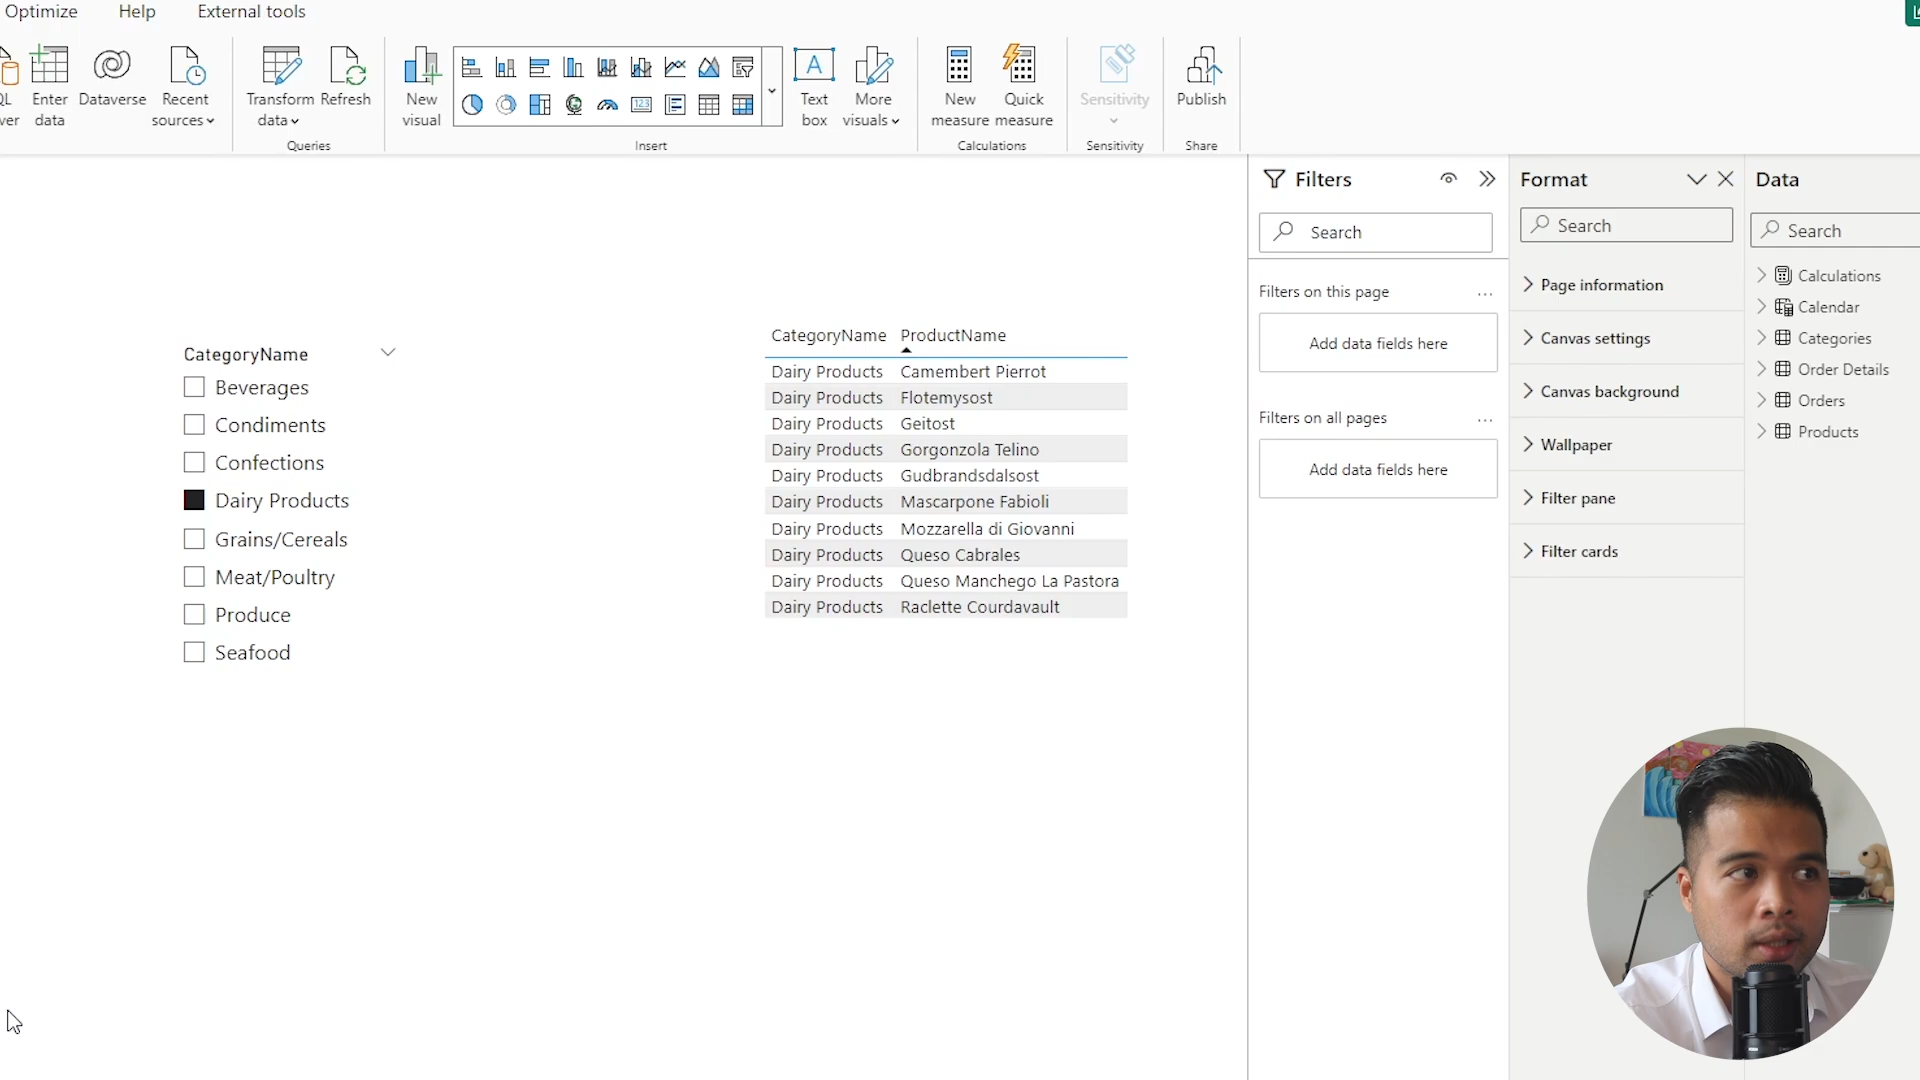 Optimize Help External tools
Enter data
Dataverse
Recent sources
Transform data
Refresh
Queries
New visual
123
Insert
A
Text box
More visuals
New measure
Quick measure
Calculations
Sensitivity
Sensitivity
Publish
Share
CategoryName
Beverages
Condiments
Confections
Dairy Products
Grains/Cereals
Meat/Poultry
Produce
Seafood
CategoryName ProductName
Dairy Products Camembert Pierrot
Dairy Products Flotemysost
Dairy Products Geitost
Dairy Products Gorgonzola Telino
Dairy Products Gudbrandsdalsost
Dairy Products Mascarpone Fabioli
Dairy Products Mozzarella di Giovanni
Dairy Products Queso Cabrales
Dairy Products Queso Manchego La Pastora
Dairy Products Raclette Courdavault
Filters
Search
Filters on this page ...
Add data fields here
Filters on all pages ...
Add data fields here
Format
Search
Page information
Canvas settings
Canvas background
Wallpaper
Filter pane
Filter cards
Data
Search
Calculations
Calendar
Categories
Order Details
Orders
Products